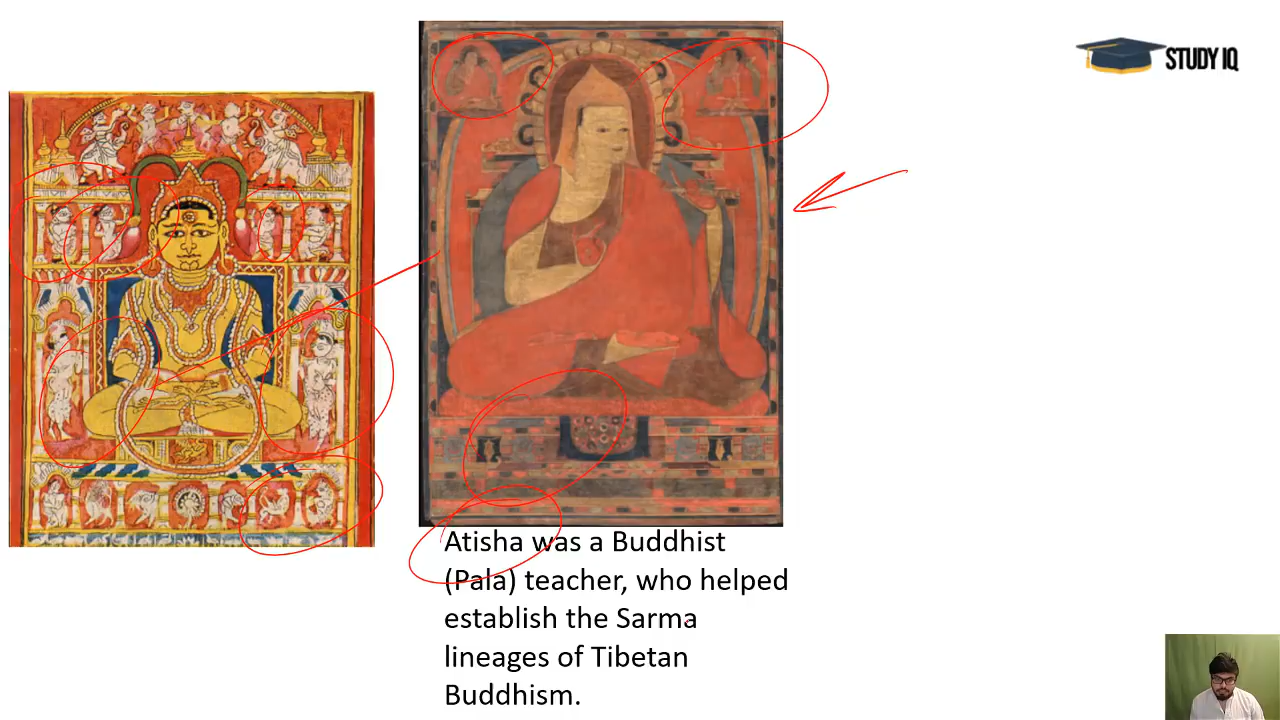 STUDY IQ
Atisha was a Buddhist
(Pala) teacher, who helped
establish the Sarma
lineages of Tibetan
Buddhism.